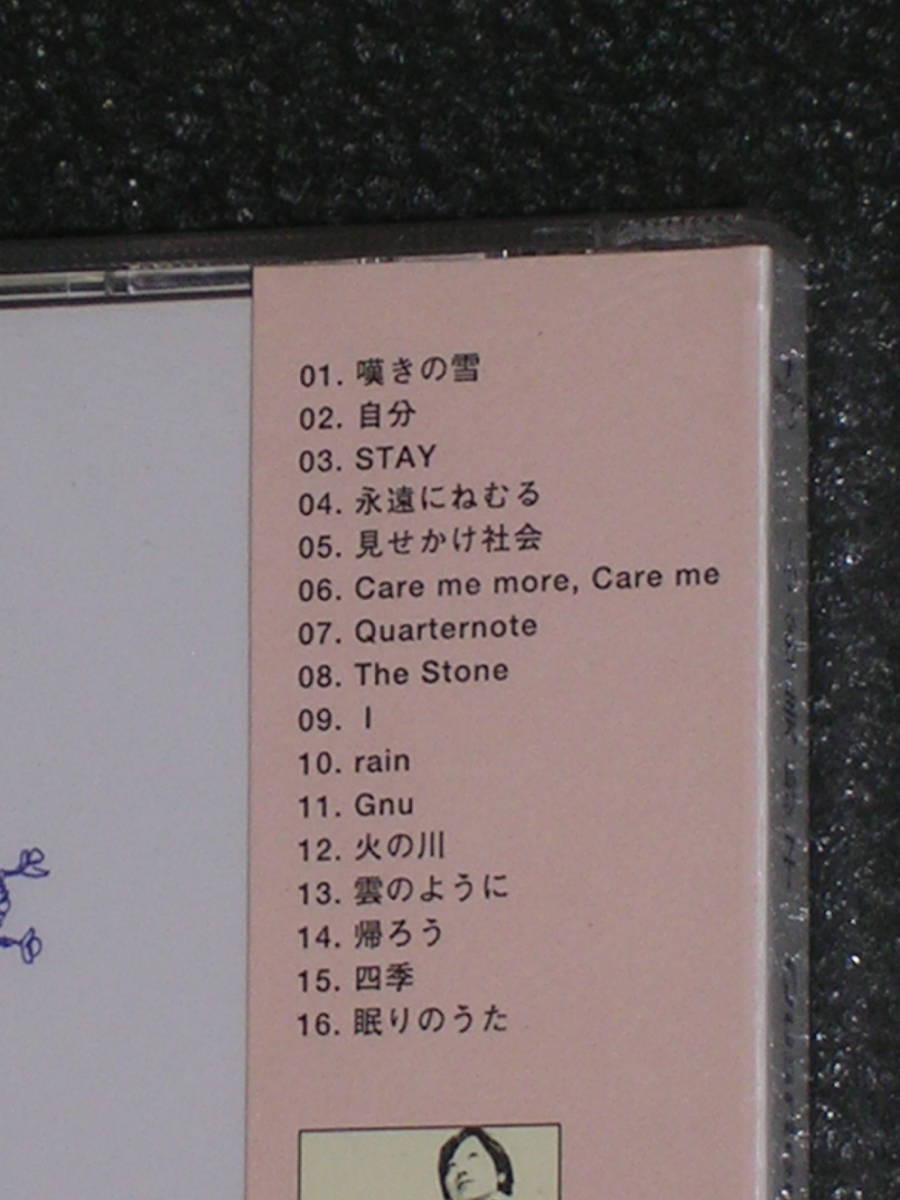 01. 嘆きの雪
02. 自分
03. STAY
04. 永遠にねむる
05. 見せかけ社会
06. Care me more, Care me
07. Quarternote
08. The Stone
09. I
10. rain
11. Gnu
12. 火の川
13. 雲のように
14. 帰ろう
15. 四季
16. 眠りのうた